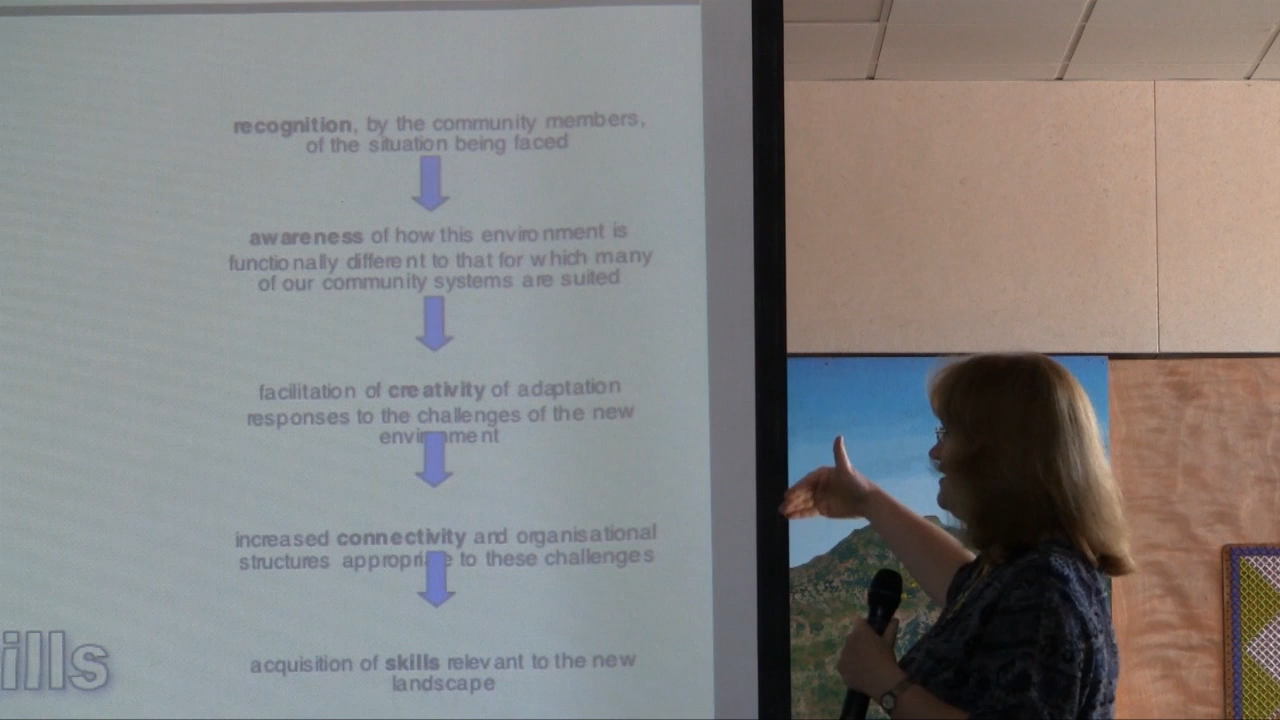 recognition, by the community members,
of the situation being faced
awareness of how this environment is
functionally different to that for which many
of our community systems are suited
facilitation of creativity of adaptation
responses to the challenges of the new
environment
increased connectivity and organisational
structures appropriate to these challenges
ills
acquisition of skills relevant to the new
landscape